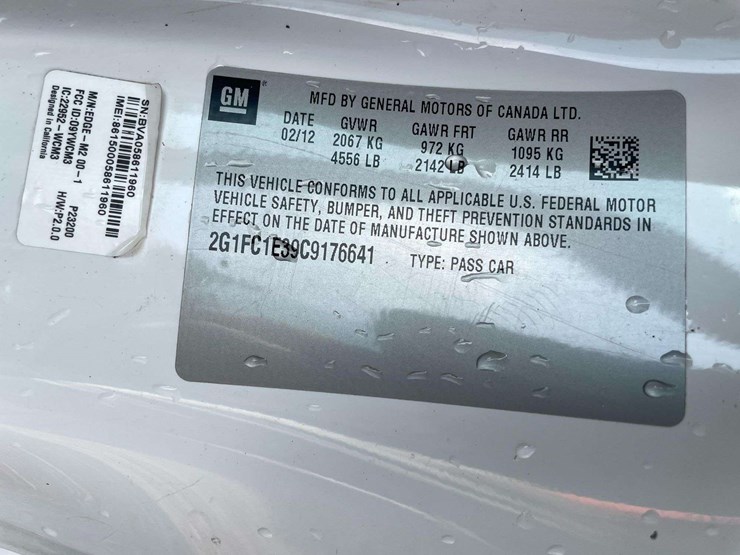 SN:BVA058611960
IMEI:861500058611960
M/N:EDGE-M2 00-1 P23200
FCC ID:O9YWCM3 H/W:P2.0.0
IC:22952-WCM3
Designed in California
GM
®
MFD BY GENERAL MOTORS OF CANADA LTD.
DATE GVWR GAWR FRT GAWR RR
02/12 2067 KG 972 KG 1095 KG
4556 LB 2142 LB 2414 LB
THIS VEHICLE CONFORMS TO ALL APPLICABLE U.S. FEDERAL MOTOR
VEHICLE SAFETY, BUMPER, AND THEFT PREVENTION STANDARDS IN
EFFECT ON THE DATE OF MANUFACTURE SHOWN ABOVE.
2G1FC1E39C9176641 TYPE: PASS CAR